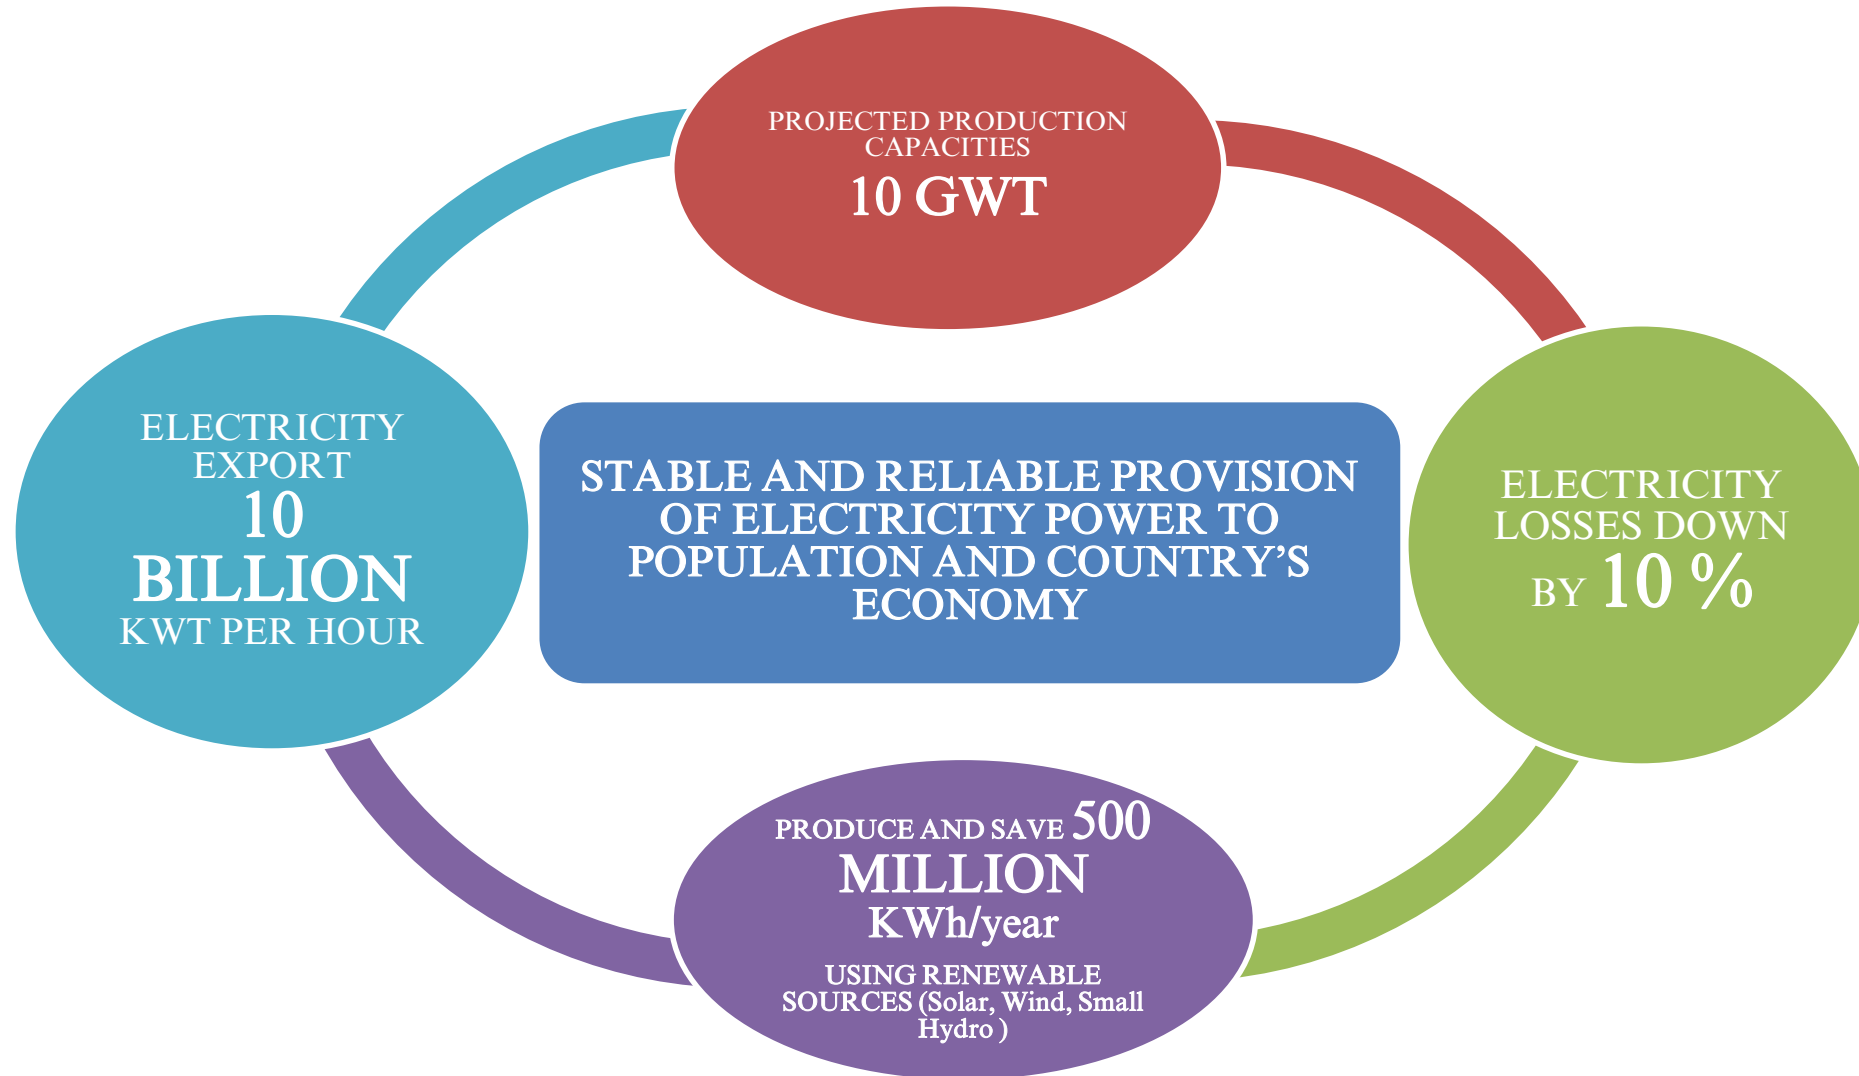 PROJECTED PRODUCTION
CAPACITIES
10 GWT
ELECTRICITY
EXPORT
10
BILLION
KWT PER HOUR
STABLE AND RELIABLE PROVISION
OF ELECTRICITY POWER TO
POPULATION AND COUNTRY’S
ECONOMY
ELECTRICITY
LOSSES DOWN
BY 10 %
PRODUCE AND SAVE 500
MILLION
KWh/year
USING RENEWABLE
SOURCES (Solar, Wind, Small
Hydro )